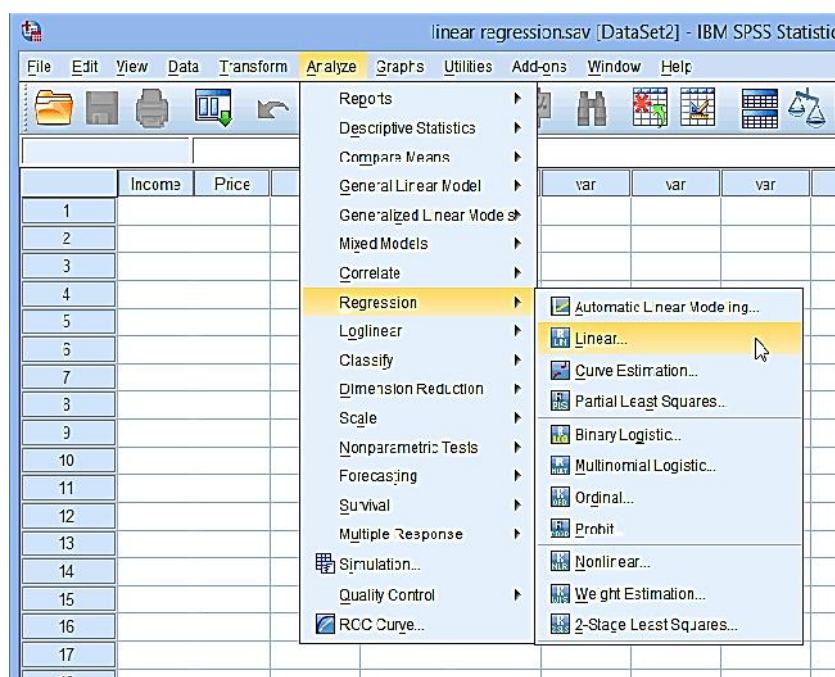 linear regression.sav [DataSet2] - IBM SPSS Statistic
File Edit View Data Transform Analyze Graphs Utilities Add-ons Window Help
Income Price var var var
Reports
Descriptive Statistics
Compare Means
General Linear Model
Generalized Linear Models
Mixed Models
Correlate
Regression
Loglinear
Classify
Dimension Reduction
Scale
Nonparametric Tests
Forecasting
Survival
Multiple Response
Simulation...
Quality Control
ROC Curve...
Automatic Linear Modeling...
Linear...
Curve Estimation...
Partial Least Squares...
Binary Logistic...
Multinomial Logistic...
Ordinal...
Probit...
Nonlinear...
Weight Estimation...
2-Stage Least Squares...
1
2
3
4
5
6
7
8
9
10
11
12
13
14
15
16
17